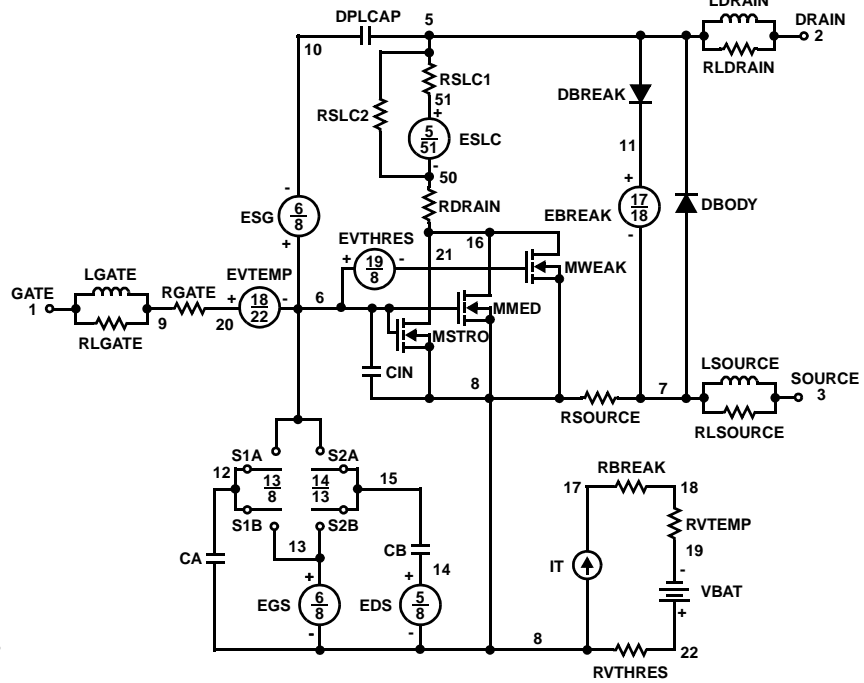 LDRAIN
DPLCAP 5 DRAIN
10 2
RSLC1 RLDRAIN
51 DBREAK
+
RSLC2 5
51 ESLC
11
- 50
- +
RDRAIN 17
18 DBODY
6
8 ESG EBREAK
EVTHRES 16 -
+ + 19
8 - 21 MWEAK
LGATE EVTEMP
GATE RGATE + 18
22 - 6 MMED
1 9 20 MSTRO
RLGATE LSOURCE
CIN 8 7 SOURCE
3
RSOURCE RLSOURCE
S1A S2A
12 13
8 14
13 15 RBREAK
17 18
S1B S2B RVTEMP
13 CB 19
CA IT -
+ + 14
EGS 6
8 EDS 5
8 VBAT
- - +
8 22
RVTHRES